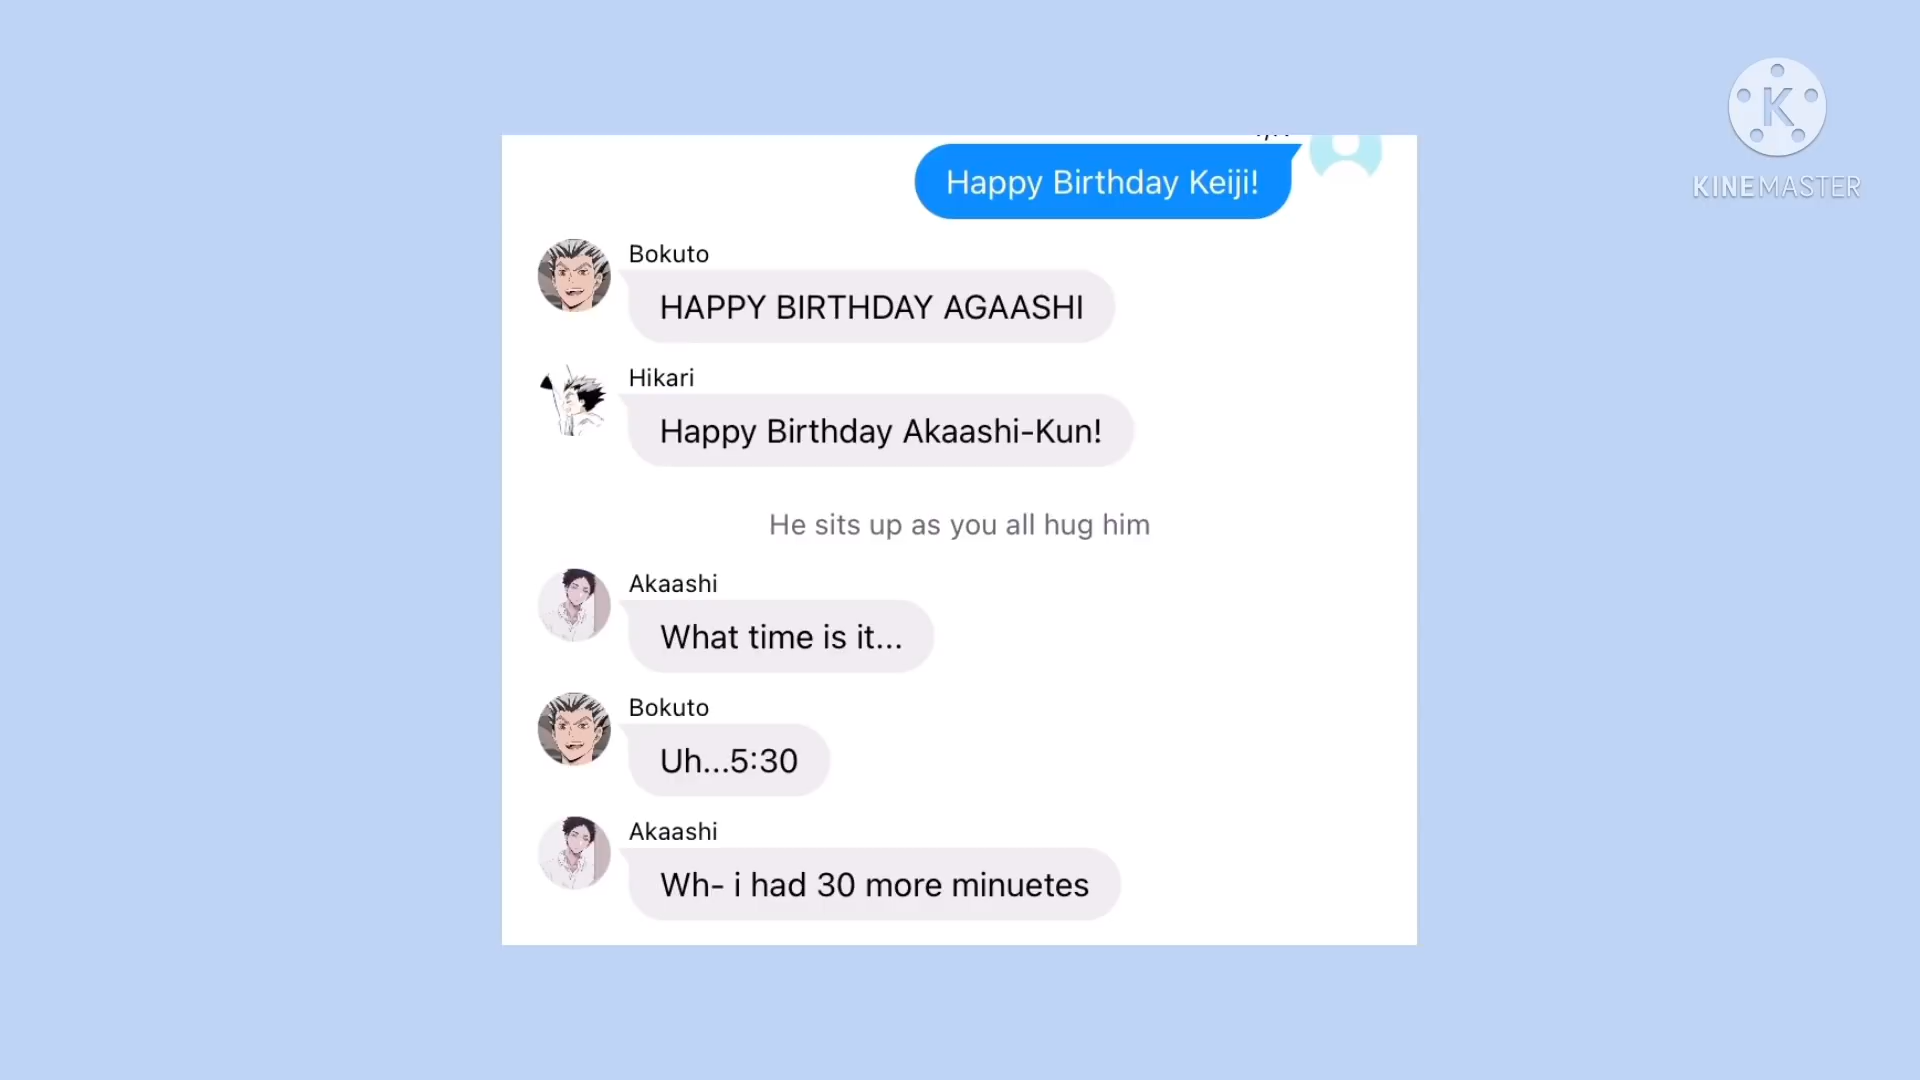 Happy Birthday Keiji!
Bokuto
HAPPY BIRTHDAY AGAASHI
Hikari
Happy Birthday Akaashi-Kun!
He sits up as you all hug him
Akaashi
What time is it...
Bokuto
Uh...5:30
Akaashi
Wh- i had 30 more minuetes
K
KINEMASTER